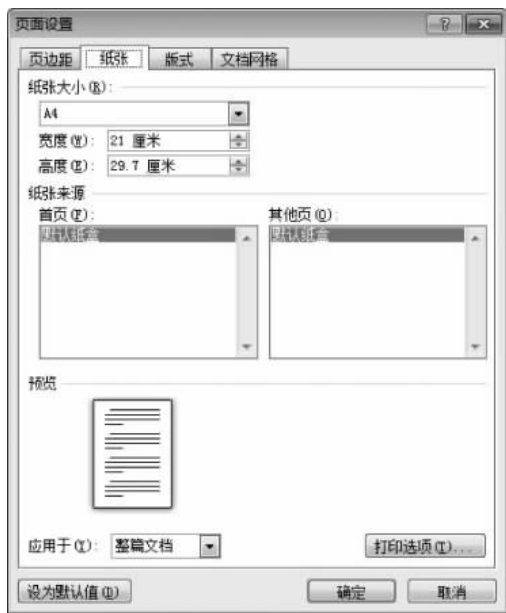 页面设置
页边距 纸张 版式 文档网格
纸张大小(R):
A4
宽度(W): 21 厘米
高度(E): 29.7 厘米
纸张来源
首页(F): 其他页(O):
默认纸盒 默认纸盒
预览
应用于(Y): 整篇文档 打印选项(T)...
设为默认值(D) 确定 取消